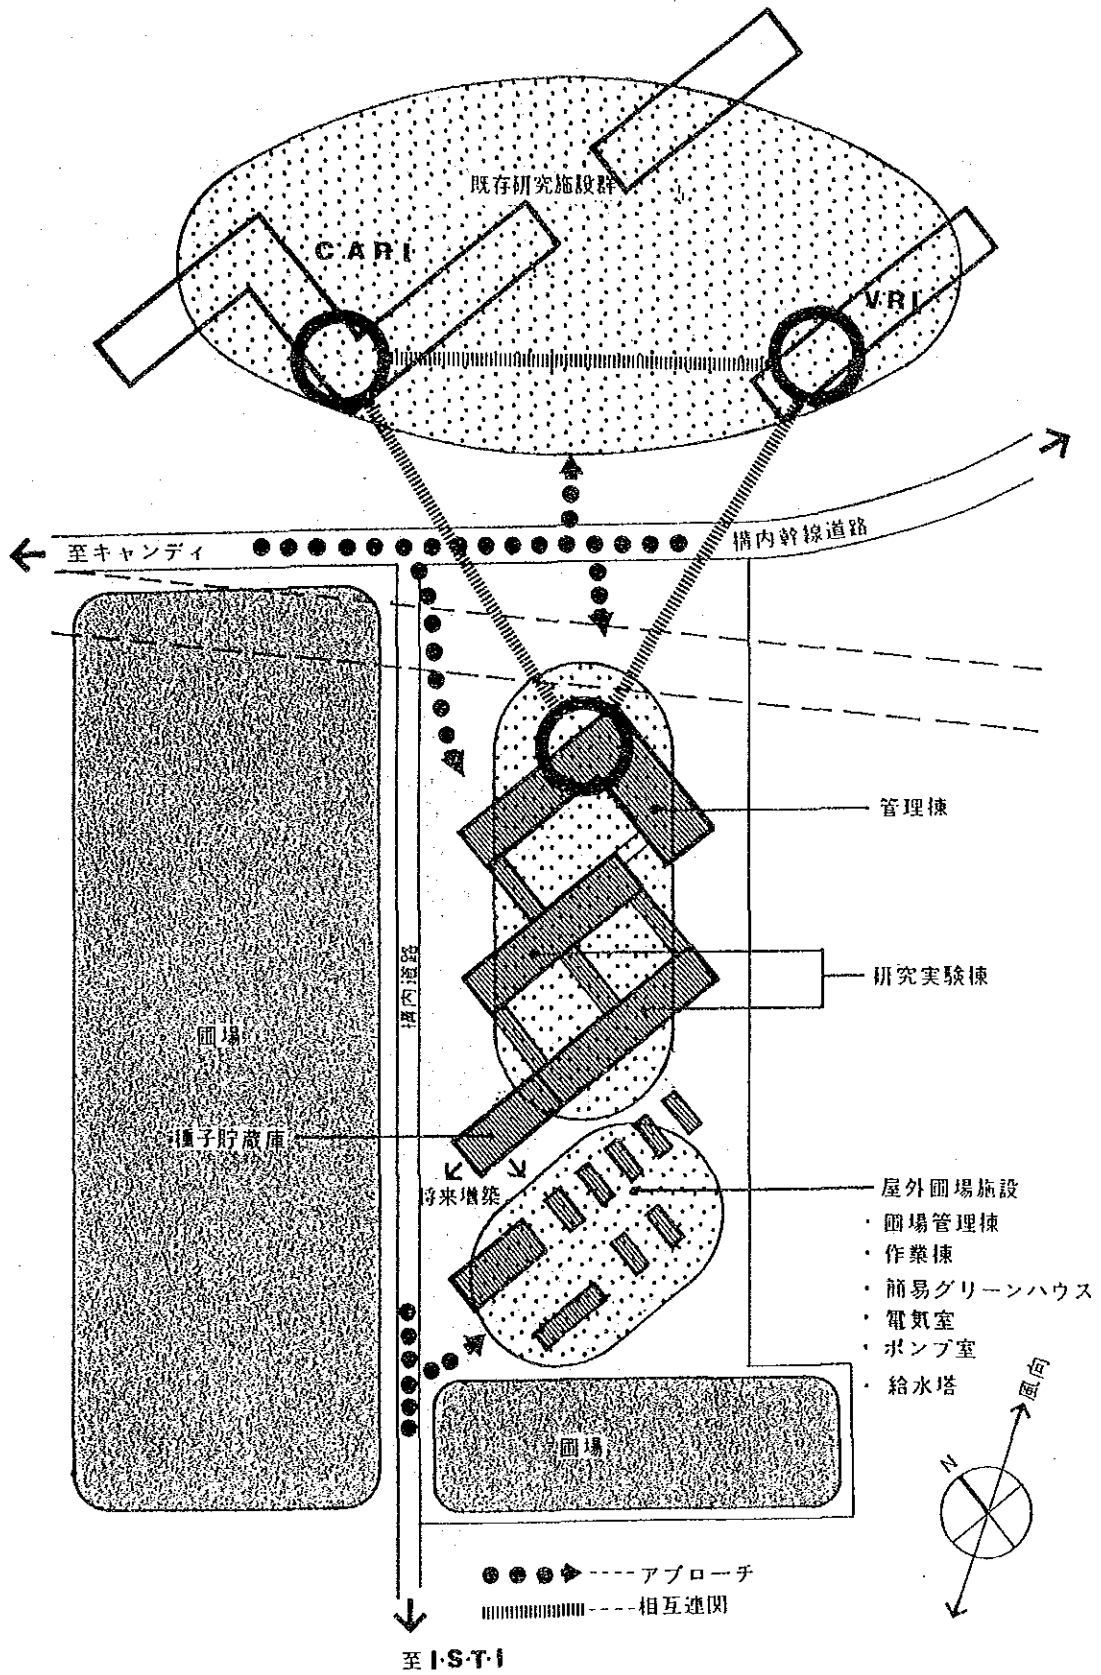 既存研究施設群
CARI
VRI
至キャンディ
構内幹線道路
管理棟
構内道路
研究実験棟
圃場
種子貯蔵庫
将来増築
屋外圃場施設
・圃場管理棟
・作業棟
・簡易グリーンハウス
・電気室
・ポンプ室
・給水塔
風向
圃場
N
アプローチ
相互連関
至 I・S・T・I